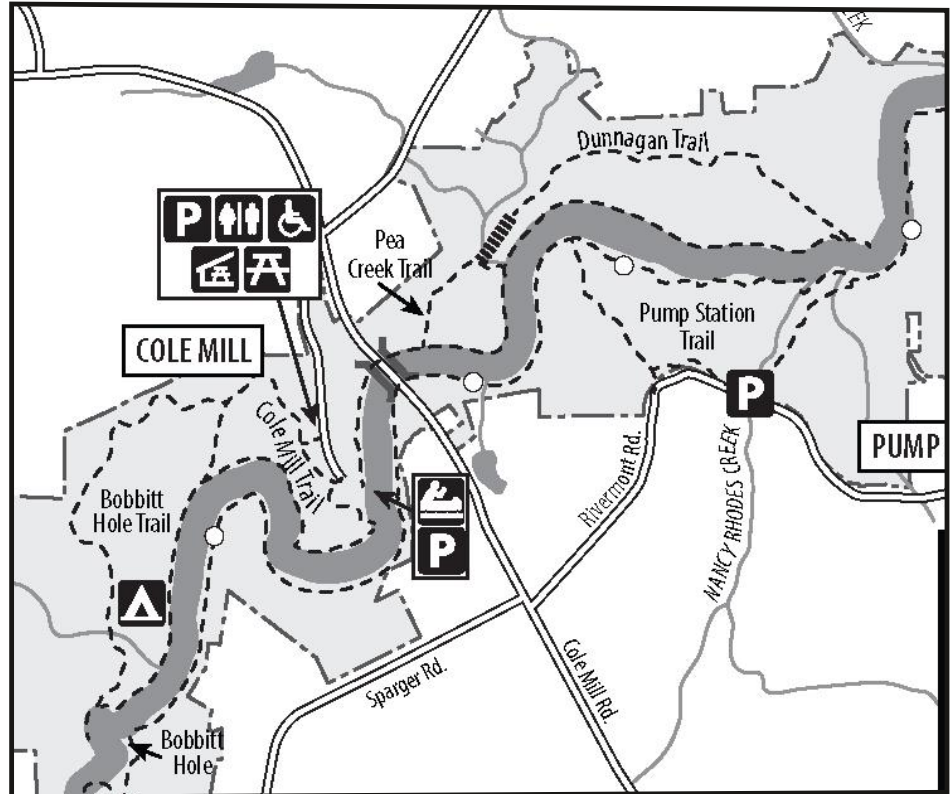 EEK
Dunnagan Trail
P
Pea
Creek Trail
Pump Station
Trail
COLE MILL
P
Cole Mill Trail
Rivermont Rd.
PUMP
Bobbitt
Hole Trail
P
NANCY RHODES CREEK
Sparger Rd.
Cole Mill Rd.
Bobbitt
Hole